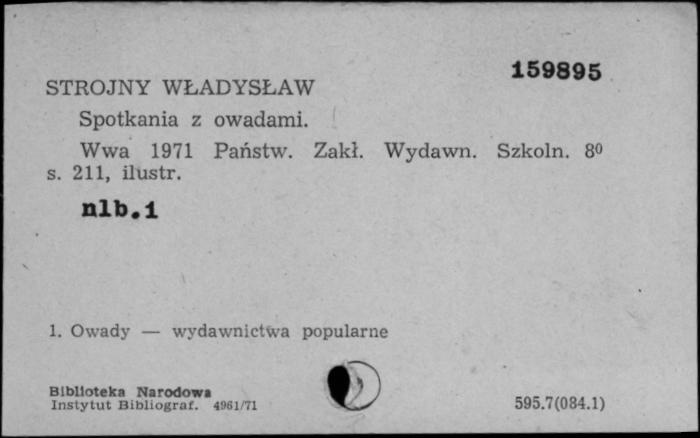 159895
STROJNY WŁADYSŁAW
Spotkania z owadami.
Wwa 1971 Państw. Zakł. Wydawn. Szkoln. 8⁰
s. 211, ilustr.
nlb.1
1. Owady — wydawnictwa popularne
Biblioteka Narodowa
Instytut Bibliograf. 4961/71
595.7(084.1)